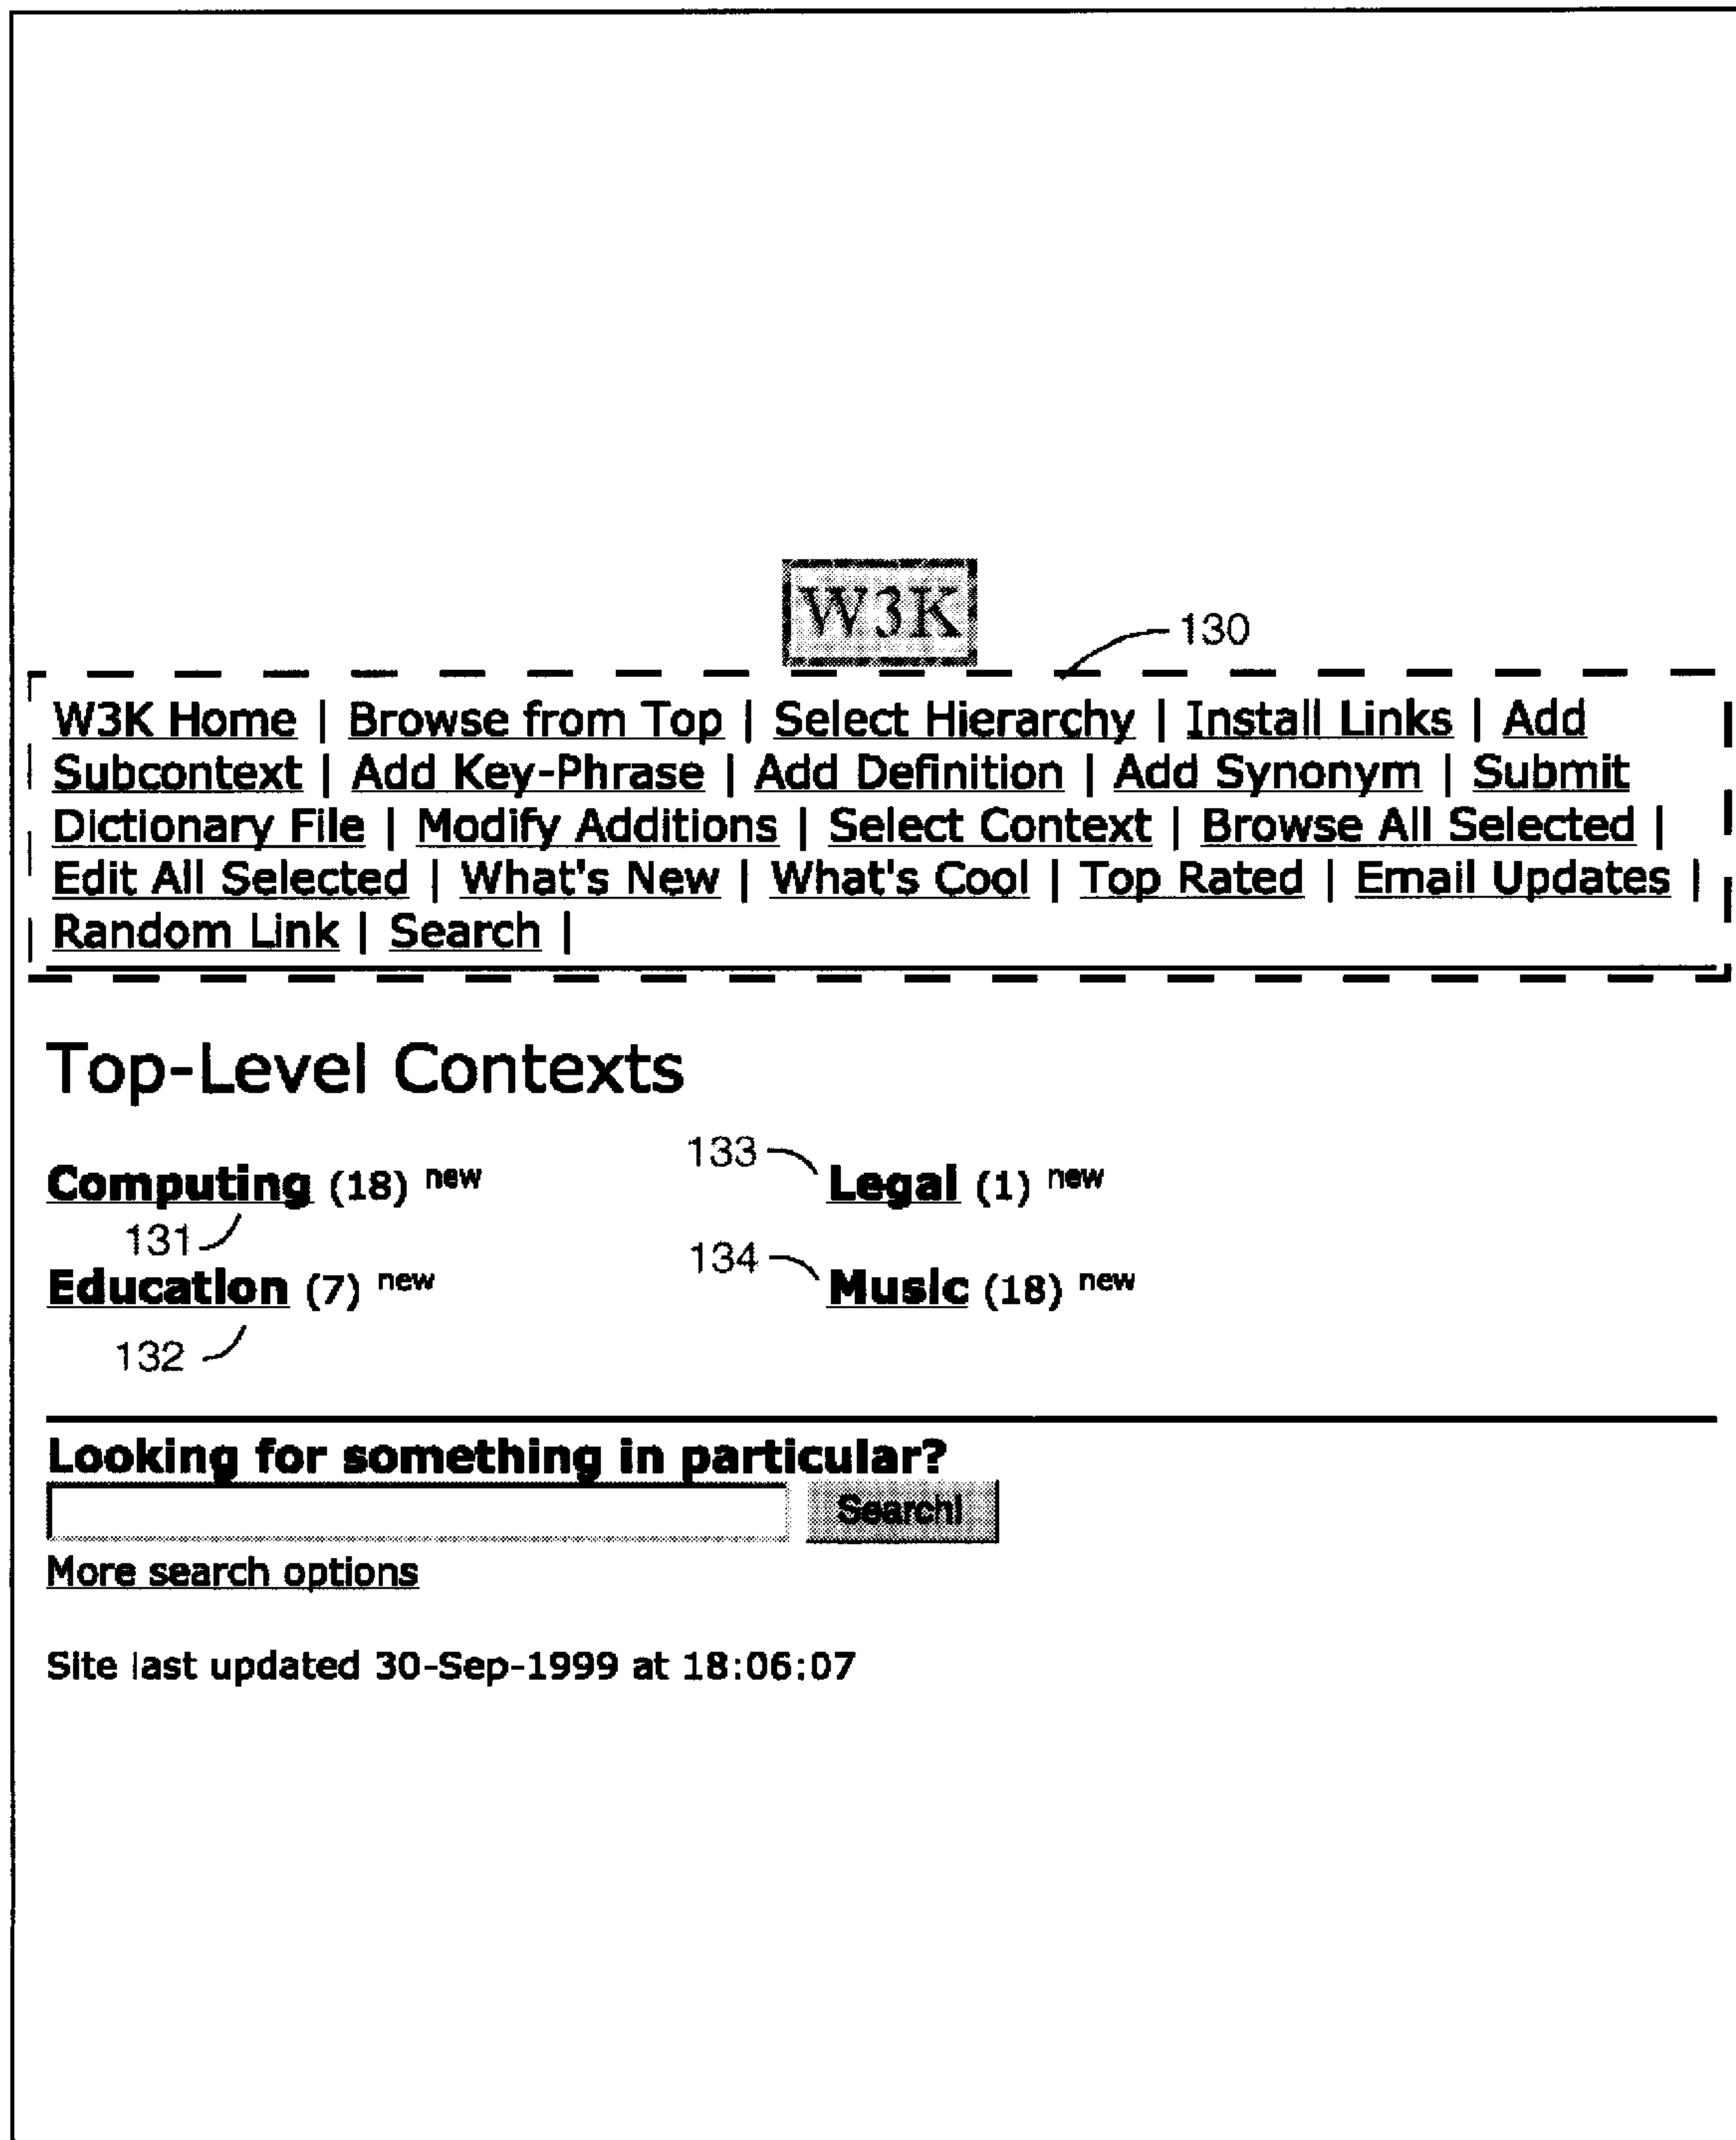 W3K
130
W3K Home | Browse from Top | Select Hierarchy | Install Links | Add
Subcontext | Add Key-Phrase | Add Definition | Add Synonym | Submit
Dictionary File | Modify Additions | Select Context | Browse All Selected |
Edit All Selected | What's New | What's Cool | Top Rated | Email Updates |
Random Link | Search |
Top-Level Contexts
Computing (18) new 133 Legal (1) new
131
Education (7) new 134 Music (18) new
132
Looking for something in particular?
Search!
More search options
Site last updated 30-Sep-1999 at 18:06:07